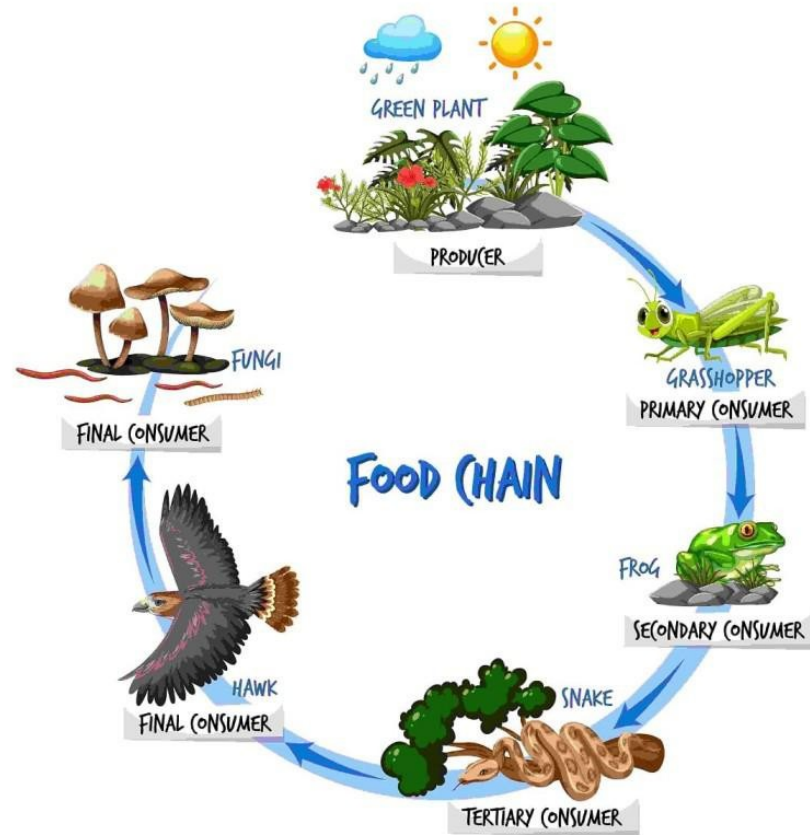 GREEN PLANT
PRODUCER
GRASSHOPPER
PRIMARY CONSUMER
FROG
SECONDARY CONSUMER
SNAKE
TERTIARY CONSUMER
HAWK
FINAL CONSUMER
FUNGI
FINAL CONSUMER
FOOD CHAIN